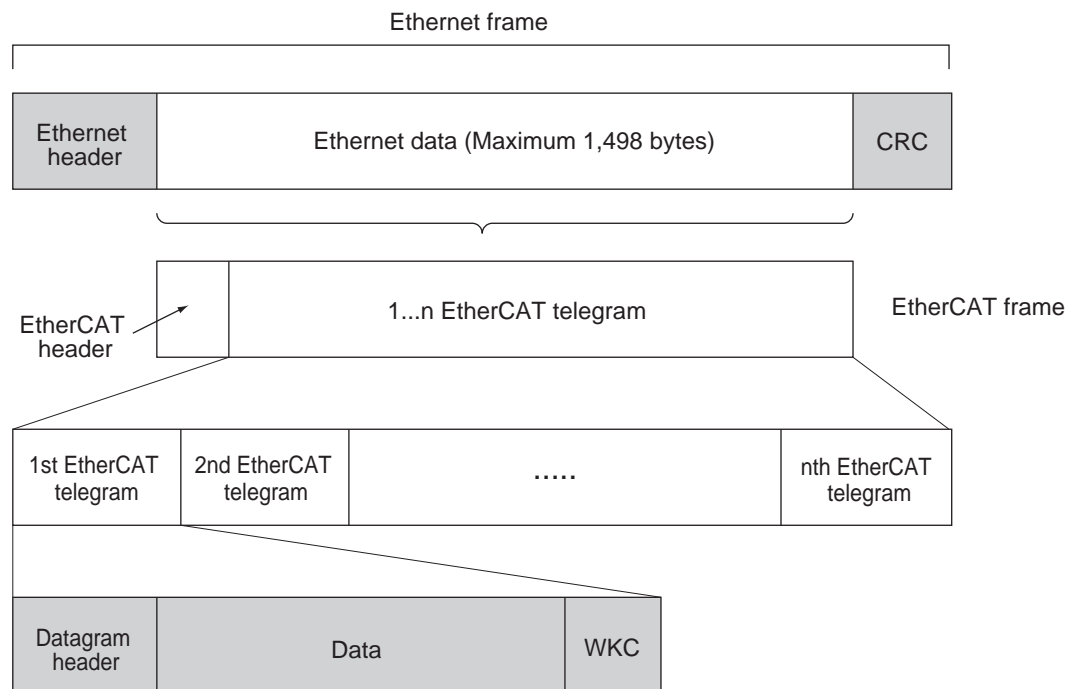 Ethernet frame
Ethernet
header
Ethernet data (Maximum 1,498 bytes)
CRC
EtherCAT
header
1...n EtherCAT telegram
EtherCAT frame
1st EtherCAT
telegram
2nd EtherCAT
telegram
.....
nth EtherCAT
telegram
Datagram
header
Data
WKC